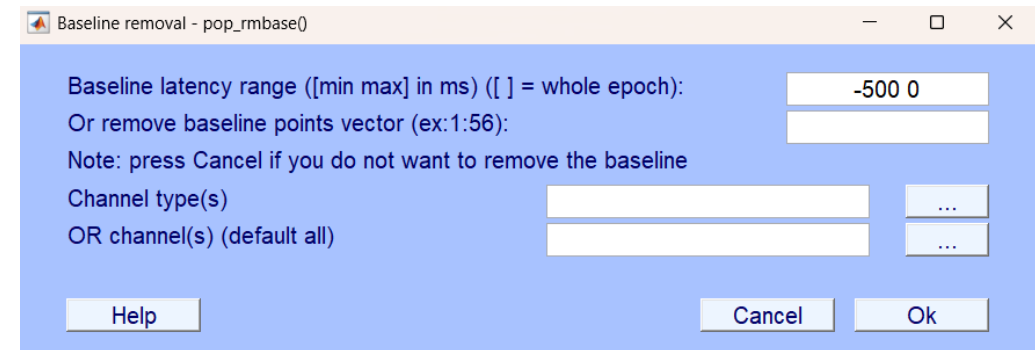 Baseline removal - pop_rmbase()
Baseline latency range ([min max] in ms) ([ ] = whole epoch):
-500 0
Or remove baseline points vector (ex:1:56):
Note: press Cancel if you do not want to remove the baseline
Channel type(s)
...
OR channel(s) (default all)
...
Help
Cancel
Ok